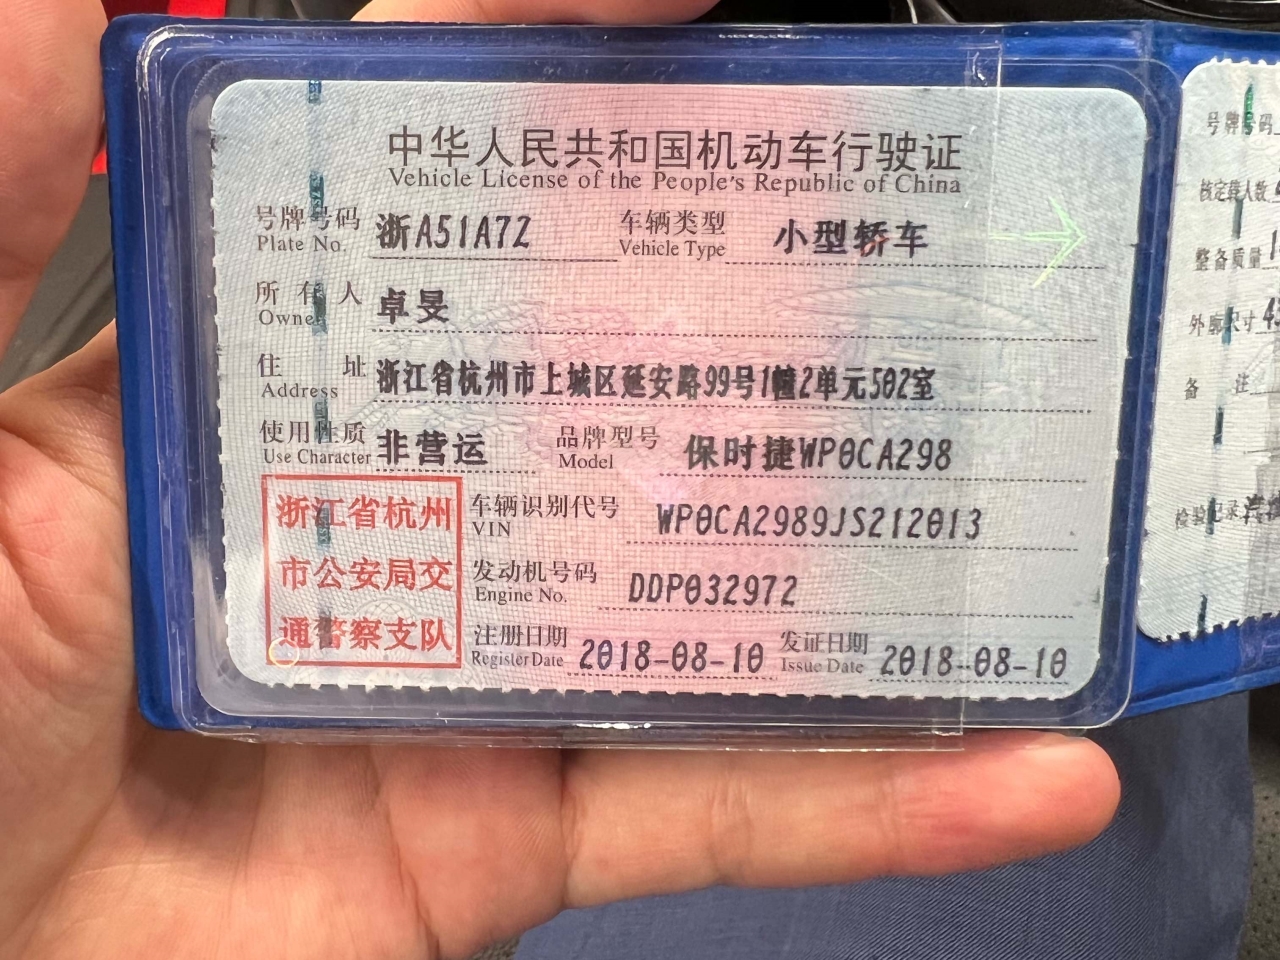 中华人民共和国机动车行驶证
Vehicle License of the People's Republic of China
号牌号码 浙A51A7Z 车辆类型 小型轿车
Plate No. Vehicle Type
所有人 卓旻
Owner
住址 浙江省杭州市上城区延安路99号1幢2单元502室
Address
使用性质 非营运 品牌型号 保时捷WP0CA298
Use Character Model
浙江省杭州
市公安局交
通警察支队
车辆识别代号 WP0CA2989JS212013
VIN
发动机号码 DDP032972
Engine No.
注册日期 2018-08-10 发证日期 2018-08-10
Register Date Issue Date
号牌号码
核定载人数
整备质量
外廓尺寸
备注
检验记录